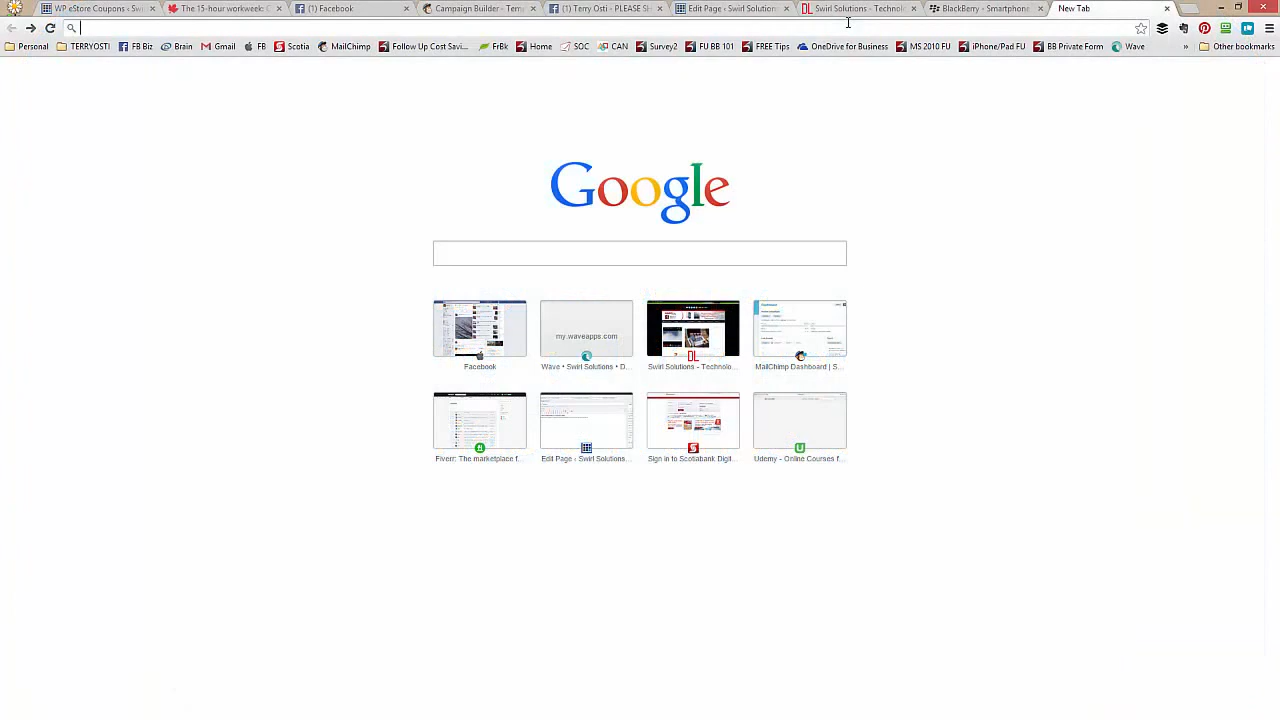 WP eStore Coupons ‹ Swi
The 15-hour workweek: C
(1) Facebook
Campaign Builder - Tem
(1) Terry Osti - PLEASE SH
Edit Page ‹ Swirl Solution
Swirl Solutions - Technolo
BlackBerry - Smartphone
New Tab
Personal
TERRYOSTI
FB Biz
Brain
Gmail
FB
Scotia
MailChimp
Follow Up Cost Savi...
FrBk
Home
SOC
CAN
Survey2
FU BB 101
FREE Tips
OneDrive for Business
MS 2010 FU
iPhone/Pad FU
BB Private Form
Wave
»
Other bookmarks
Google
Facebook
my.waveapps.com
Wave • Swirl Solutions • D...
Swirl Solutions - Technolo...
MailChimp Dashboard | S...
Fiverr: The marketplace f...
Edit Page ‹ Swirl Solutions...
Sign in to Scotiabank Digit...
Udemy - Online Courses f...